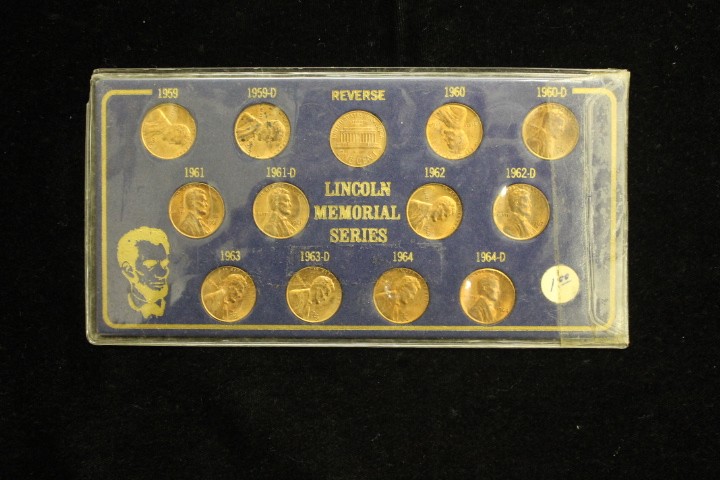 1959 1959-D REVERSE 1960 1960-D
1961 1961-D LINCOLN 1962 1962-D
MEMORIAL
SERIES
1963 1963-D 1964 1964-D